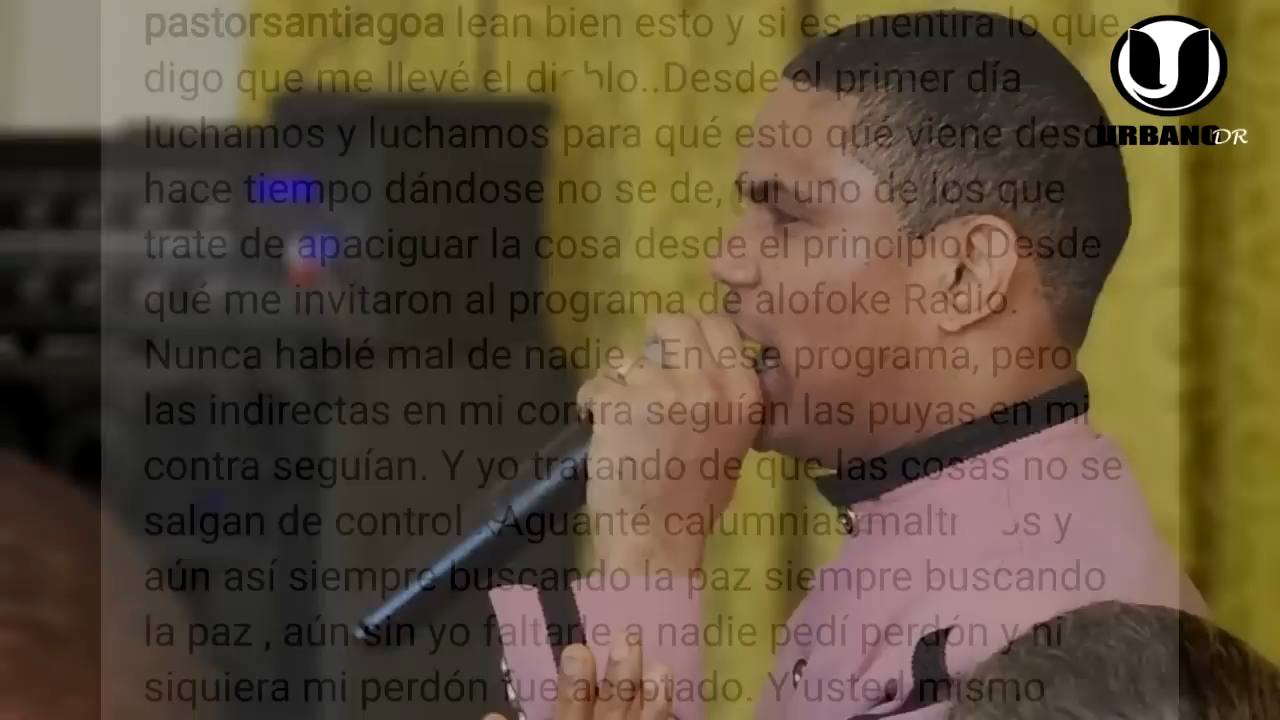 pastorsantiagoa lean bien esto y si es mentira lo que
digo que me llevé el diablo..Desde el primer día
luchamos y luchamos para qué esto que viene desde
hace tiempo dándose no se de, fui uno de los que
trate de apaciguar la cosa desde el principio. Desde
qué me invitaron al programa de alofoke Radio.
Nunca hablé mal de nadie . En ese programa, pero
las indirectas en mi contra seguían las puyas en mi
contra seguían. Y yo tratando de que las cosas no se
salgan de control . Aguanté calumnias maltratos y
aún así siempre buscando la paz siempre buscando
la paz , aún sin yo faltarle a nadie pedí perdón y ni
siquiera mi perdón fue aceptado. Y usted mismo
URBANO DR